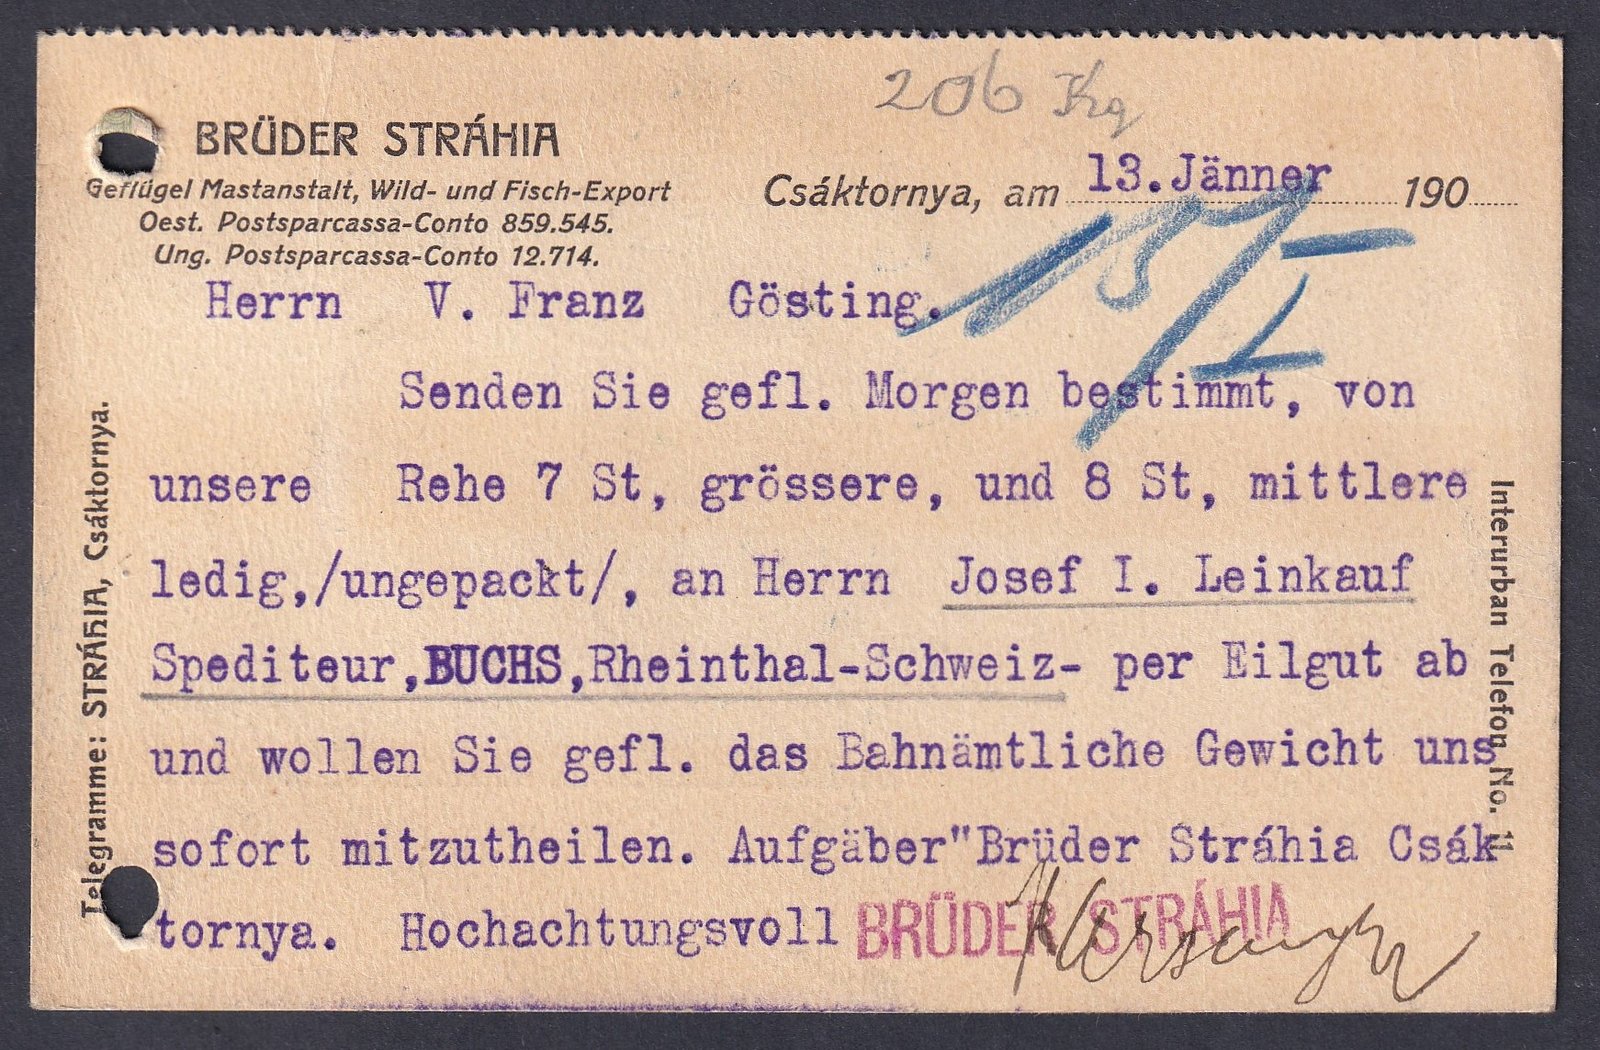 206 Kg
BRÜDER STRÁHIA
Geflügel Mastanstalt, Wild- und Fisch-Export
Oest. Postsparcassa-Conto 859.545.
Ung. Postsparcassa-Conto 12.714.
Csáktornya, am 13.Jänner 190
15/I
Herrn V. Franz Gösting.
Senden Sie gefl. Morgen bestimmt, von
unsere Rehe 7 St, grössere, und 8 St, mittlere
ledig,/ungepackt/, an Herrn Josef I. Leinkauf
Spediteur,BUCHS,Rheinthal-Schweiz- per Eilgut ab
und wollen Sie gefl. das Bahnämtliche Gewicht uns
sofort mitzutheilen. Aufgäber"Brüder Stráhia Csák
tornya. Hochachtungsvoll
BRÜDER STRÁHIA
Telegramme: STRÁHIA, Csáktornya.
Interurban Telefon No. 11